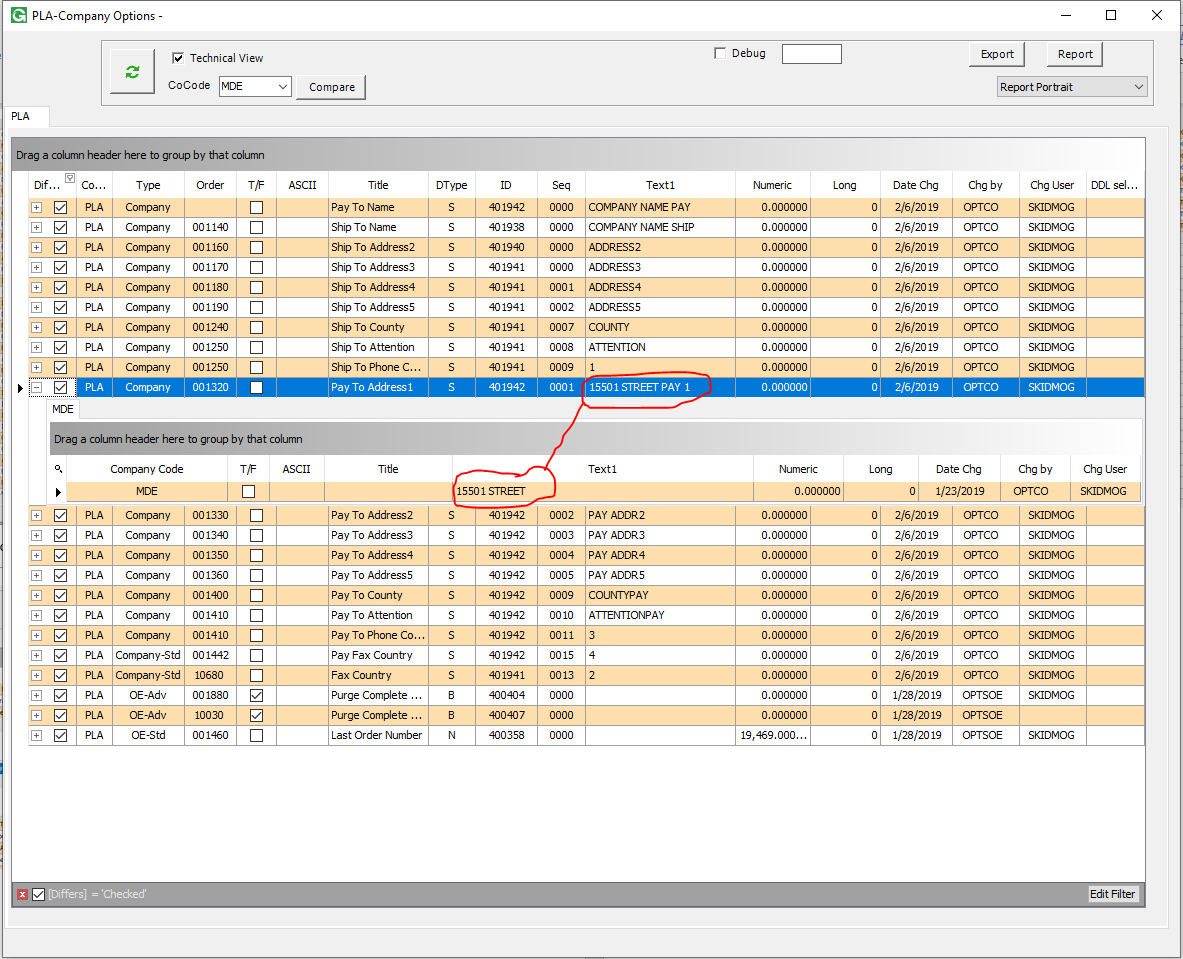 PLA-Company Options -
Technical View
Debug
Export
Report
CoCode
MDE
Compare
Report Portrait
PLA
Drag a column header here to group by that column
Dif... Co... Type Order T/F ASCII Title DType ID Seq Text1 Numeric Long Date Chg Chg by Chg User DDL sel...
PLA Company Pay To Name S 401942 0000 COMPANY NAME PAY 0.000000 0 2/6/2019 OPTCO SKIDMOG
PLA Company 001140 Ship To Name S 401938 0000 COMPANY NAME SHIP 0.000000 0 2/6/2019 OPTCO SKIDMOG
PLA Company 001160 Ship To Address2 S 401940 0000 ADDRESS2 0.000000 0 2/6/2019 OPTCO SKIDMOG
PLA Company 001170 Ship To Address3 S 401941 0000 ADDRESS3 0.000000 0 2/6/2019 OPTCO SKIDMOG
PLA Company 001180 Ship To Address4 S 401941 0001 ADDRESS4 0.000000 0 2/6/2019 OPTCO SKIDMOG
PLA Company 001190 Ship To Address5 S 401941 0002 ADDRESS5 0.000000 0 2/6/2019 OPTCO SKIDMOG
PLA Company 001240 Ship To County S 401941 0007 COUNTY 0.000000 0 2/6/2019 OPTCO SKIDMOG
PLA Company 001250 Ship To Attention S 401941 0008 ATTENTION 0.000000 0 2/6/2019 OPTCO SKIDMOG
PLA Company 001250 Ship To Phone C... S 401941 0009 1 0.000000 0 2/6/2019 OPTCO SKIDMOG
PLA Company 001320 Pay To Address1 S 401942 0001 15501 STREET PAY 1 0.000000 0 2/6/2019 OPTCO SKIDMOG
MDE
Drag a column header here to group by that column
Company Code T/F ASCII Title Text1 Numeric Long Date Chg Chg by Chg User
MDE 15501 STREET 0.000000 0 1/23/2019 OPTCO SKIDMOG
PLA Company 001330 Pay To Address2 S 401942 0002 PAY ADDR2 0.000000 0 2/6/2019 OPTCO SKIDMOG
PLA Company 001340 Pay To Address3 S 401942 0003 PAY ADDR3 0.000000 0 2/6/2019 OPTCO SKIDMOG
PLA Company 001350 Pay To Address4 S 401942 0004 PAY ADDR4 0.000000 0 2/6/2019 OPTCO SKIDMOG
PLA Company 001360 Pay To Address5 S 401942 0005 PAY ADDR5 0.000000 0 2/6/2019 OPTCO SKIDMOG
PLA Company 001400 Pay To County S 401942 0009 COUNTYPAY 0.000000 0 2/6/2019 OPTCO SKIDMOG
PLA Company 001410 Pay To Attention S 401942 0010 ATTENTIONPAY 0.000000 0 2/6/2019 OPTCO SKIDMOG
PLA Company 001410 Pay To Phone Co... S 401942 0011 3 0.000000 0 2/6/2019 OPTCO SKIDMOG
PLA Company-Std 001442 Pay Fax Country S 401942 0015 4 0.000000 0 2/6/2019 OPTCO SKIDMOG
PLA Company-Std 10680 Fax Country S 401941 0013 2 0.000000 0 2/6/2019 OPTCO SKIDMOG
PLA OE-Adv 001880 Purge Complete ... B 400404 0000 0.000000 0 1/28/2019 OPTSOE SKIDMOG
PLA OE-Adv 10030 Purge Complete ... B 400407 0000 0.000000 0 1/28/2019 OPTSOE
PLA OE-Std 001460 Last Order Number N 400358 0000 19,469.000... 0 1/28/2019 OPTSOE SKIDMOG
[Differs] = 'Checked'
Edit Filter